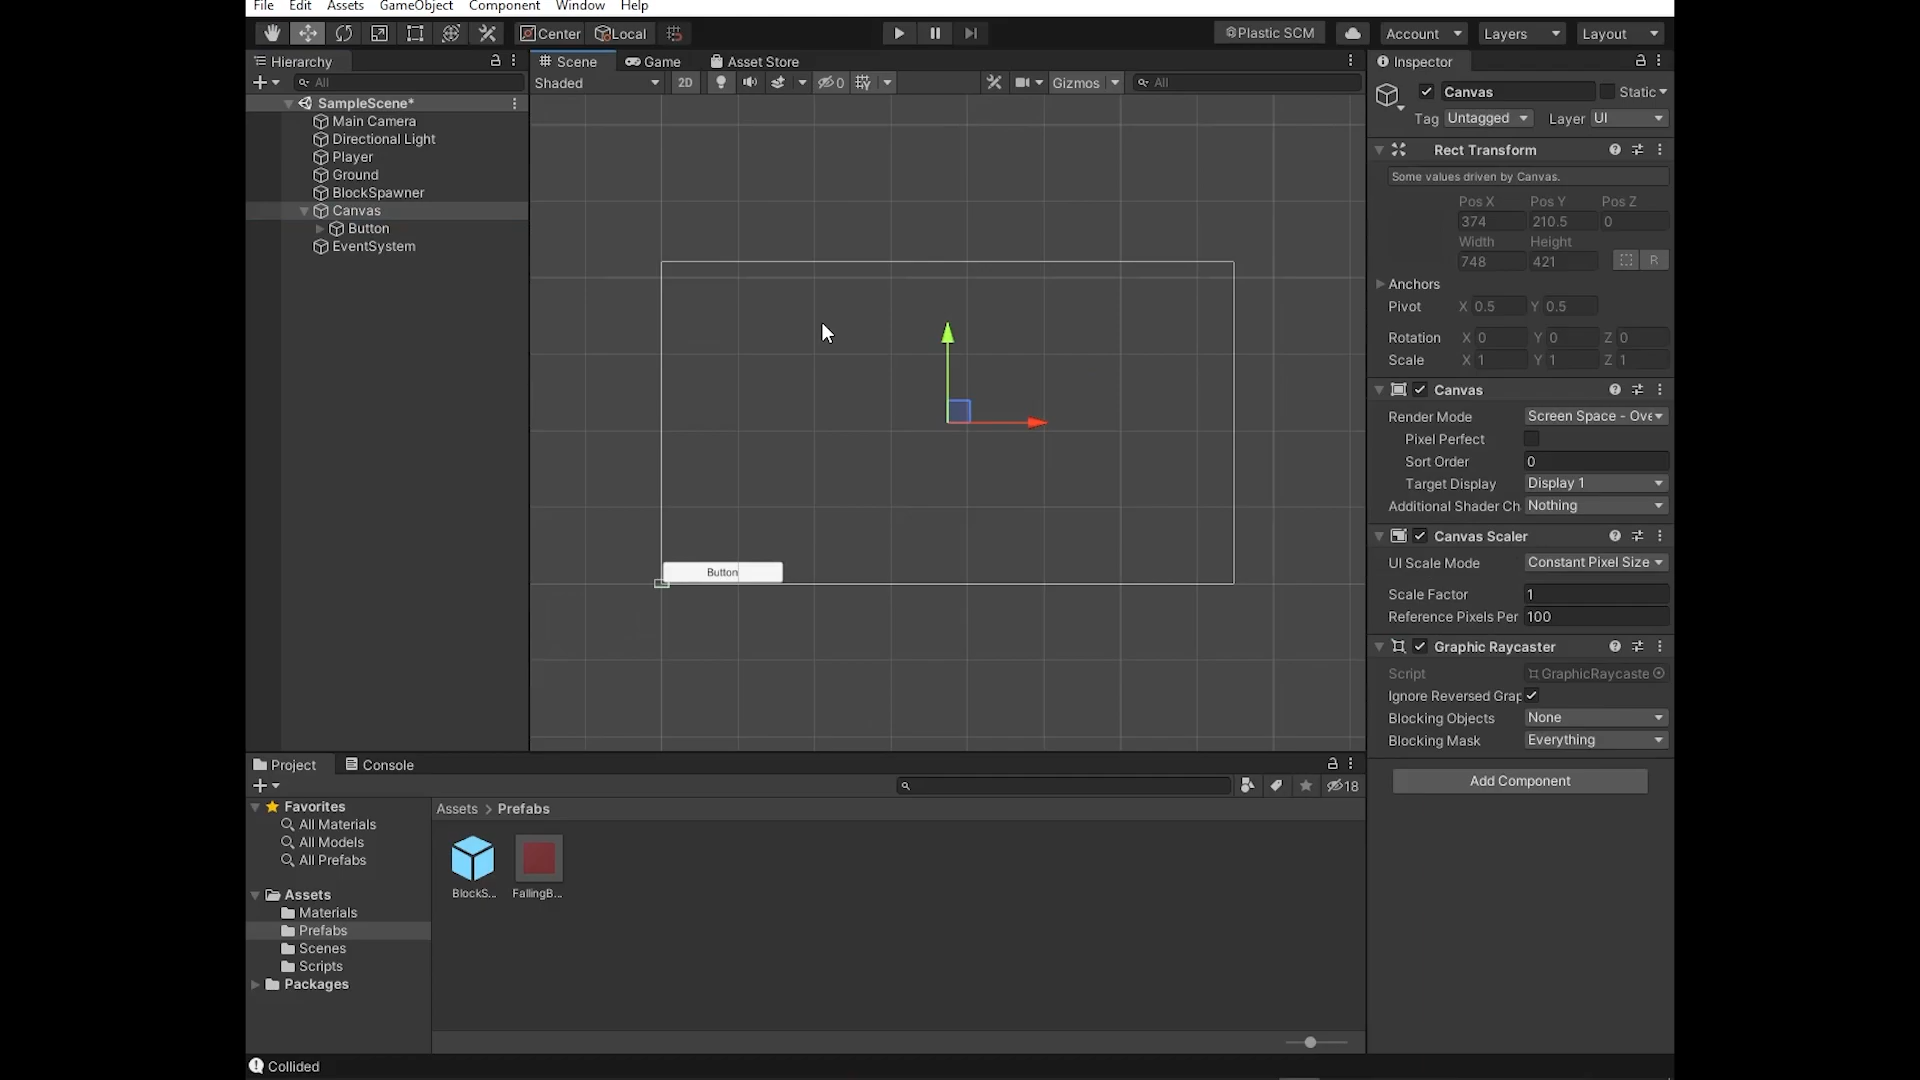 File Edit Assets GameObject Component Window Help
Center Local Plastic SCM Account Layers Layout
Hierarchy
All
SampleScene*
Main Camera
Directional Light
Player
Ground
BlockSpawner
Canvas
Button
EventSystem
Scene Game Asset Store
Shaded 2D 0 Gizmos All
Button
Inspector
Canvas Static
Tag Untagged Layer UI
Rect Transform
Some values driven by Canvas.
Pos X Pos Y Pos Z
374 210.5 0
Width Height
748 421 R
Anchors
Pivot X 0.5 Y 0.5
Rotation X 0 Y 0 Z 0
Scale X 1 Y 1 Z 1
Canvas
Render Mode Screen Space - Ove
Pixel Perfect
Sort Order 0
Target Display Display 1
Additional Shader Ch Nothing
Canvas Scaler
UI Scale Mode Constant Pixel Size
Scale Factor 1
Reference Pixels Per 100
Graphic Raycaster
Script GraphicRaycaste
Ignore Reversed Grap
Blocking Objects None
Blocking Mask Everything
Add Component
Project Console
18
Favorites
All Materials
All Models
All Prefabs
Assets
Materials
Prefabs
Scenes
Scripts
Packages
Assets > Prefabs
BlockS... FallingB...
Collided